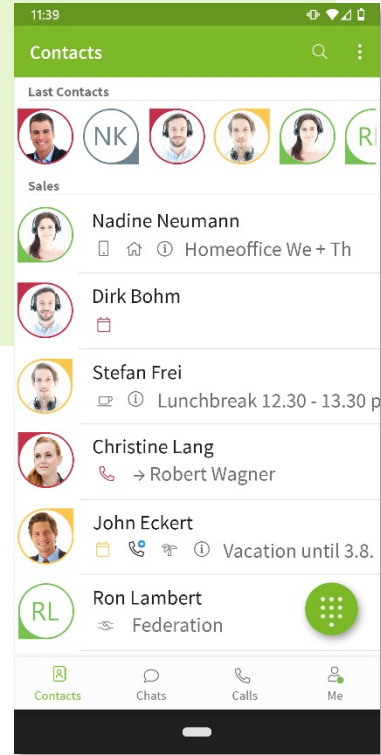 11:39
Contacts
Last Contacts
NK
R
Sales
Nadine Neumann
Homeoffice We + Th
Dirk Bohm
Stefan Frei
Lunchbreak 12.30 - 13.30 p
Christine Lang
→ Robert Wagner
John Eckert
Vacation until 3.8.
RL
Ron Lambert
Federation
Contacts
Chats
Calls
Me